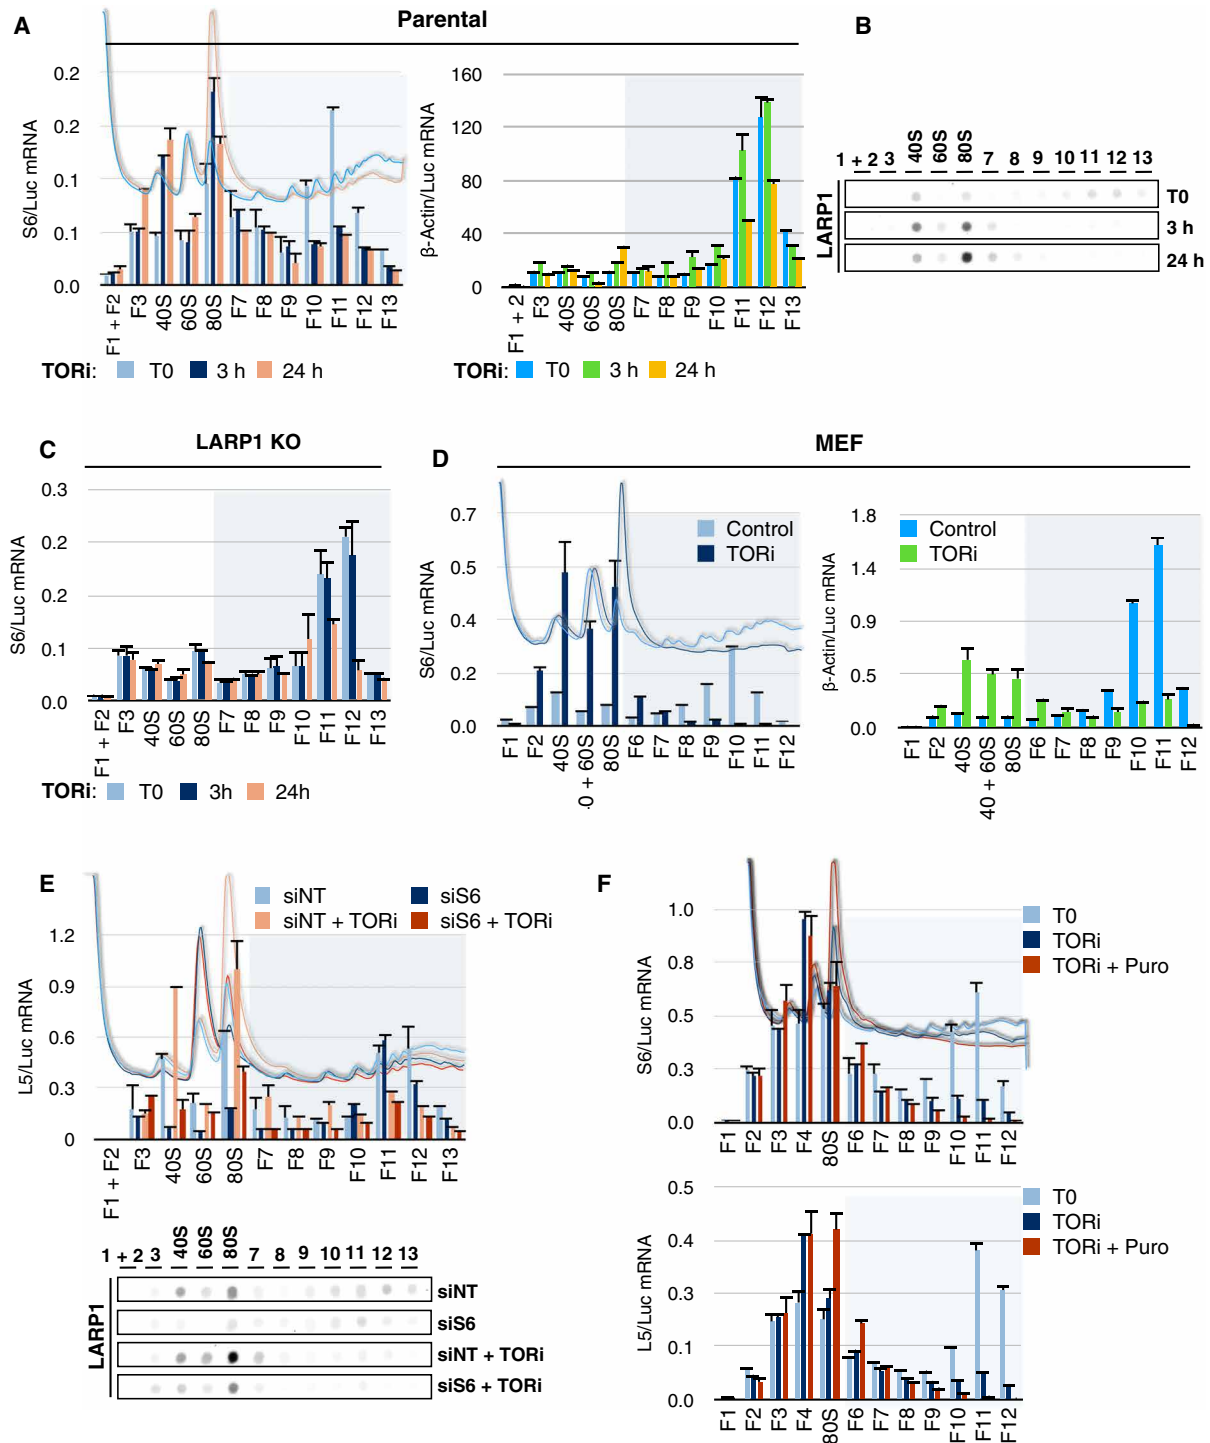 A
Parental
B
S6/Luc mRNA
0.2
0.2
0.1
0.1
0.0
F1 + F2
F3
40S
60S
80S
F7
F8
F9
F10
F11
F12
F13
TORi: T0 3 h 24 h
β-Actin/Luc mRNA
160
120
80
40
0
1 + 2
F3
40S
60S
80S
F7
F8
F9
F10
F11
F12
F13
TORi: T0 3 h 24 h
1 + 2 3 40S 60S 80S 7 8 9 10 11 12 13
LARP1
T0
3 h
24 h
C
LARP1 KO
S6/Luc mRNA
0.3
0.2
0.2
0.1
0.0
F1 + F2
F3
40S
60S
80S
F7
F8
F9
F10
F11
F12
F13
TORi: T0 3h 24h
D
MEF
S6/Luc mRNA
0.7
0.5
0.4
0.2
0.0
Control
TORi
F1
F2
40S
.0 + 60S
80S
F6
F7
F8
F9
F10
F11
F12
β-Actin/Luc mRNA
1.8
1.4
0.9
0.5
0.0
Control
TORi
F1
F2
40S
40 + 60S
80S
F6
F7
F8
F9
F10
F11
F12
E
siNT siS6
siNT + TORi siS6 + TORi
L5/Luc mRNA
1.2
0.9
0.6
0.3
0
F1 + F2
F3
40S
60S
80S
F7
F8
F9
F10
F11
F12
F13
1 + 2 3 40S 60S 80S 7 8 9 10 11 12 13
LARP1
siNT
siS6
siNT + TORi
siS6 + TORi
F
S6/Luc mRNA
1.0
0.8
0.5
0.3
0.0
T0
TORi
TORi + Puro
F1
F2
F3
F4
80S
F6
F7
F8
F9
F10
F11
F12
L5/Luc mRNA
0.5
0.4
0.3
0.1
0.0
T0
TORi
TORi + Puro
F1
F2
F3
F4
80S
F6
F7
F8
F9
F10
F11
F12